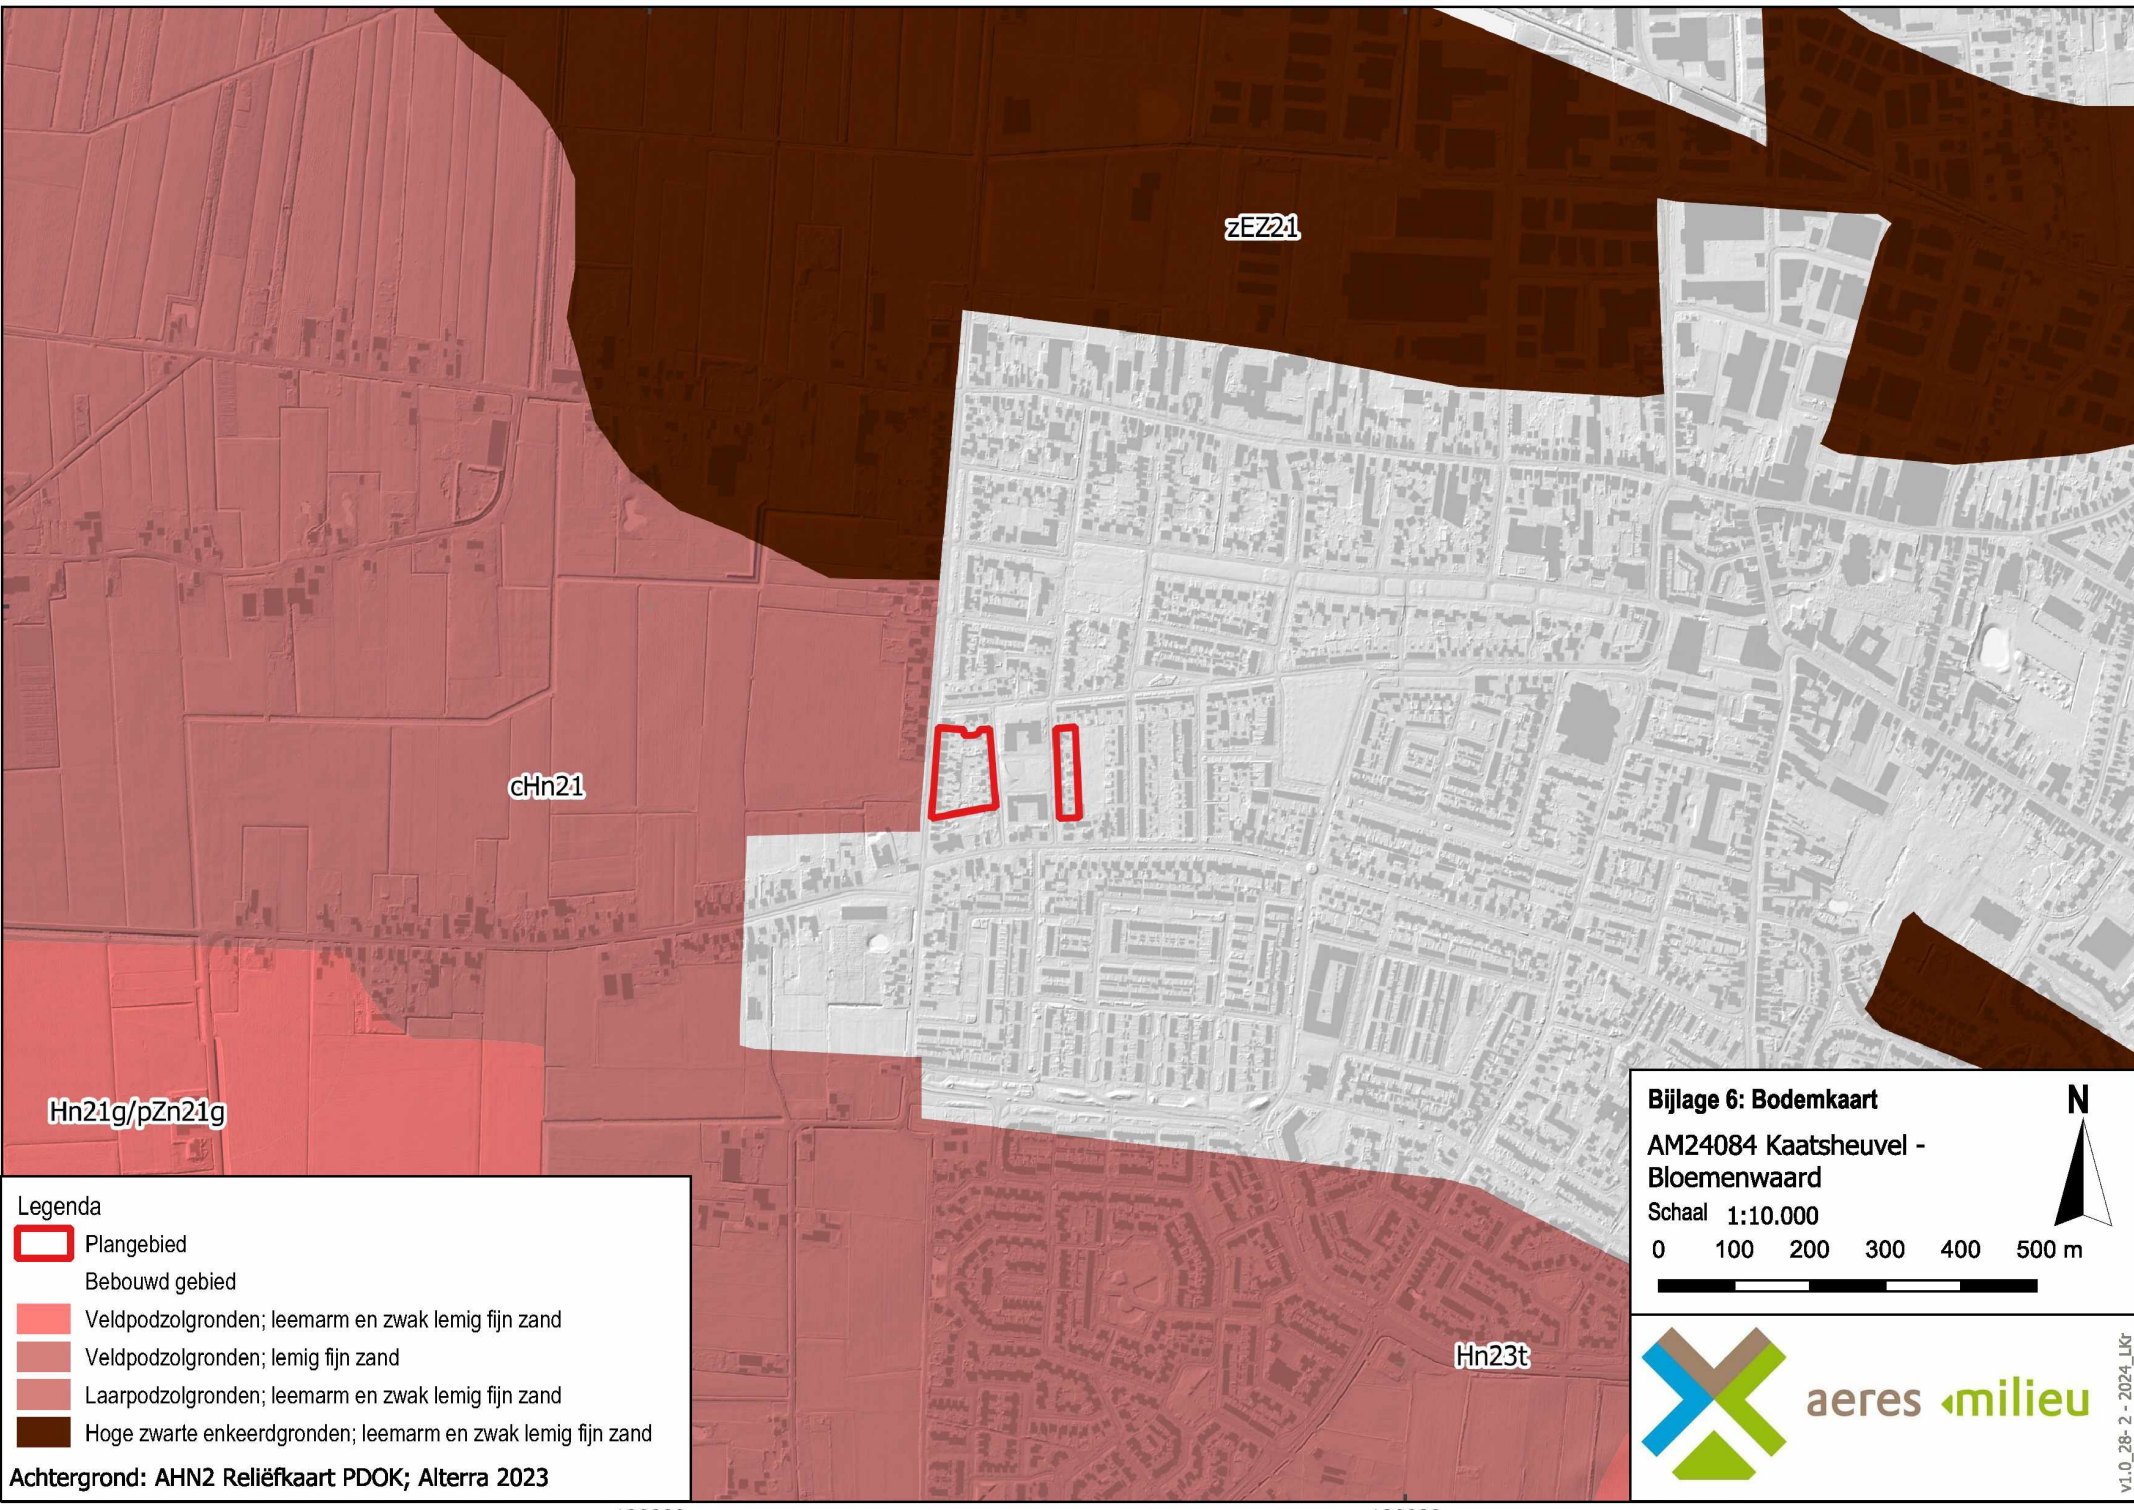 zEZ21
cHn21
Hn21g/pZn21g
Hn23t
Legenda
Plangebied
Bebouwd gebied
Veldpodzolgronden; leemarm en zwak lemig fijn zand
Veldpodzolgronden; lemig fijn zand
Laarpodzolgronden; leemarm en zwak lemig fijn zand
Hoge zwarte enkeerdgronden; leemarm en zwak lemig fijn zand
Achtergrond: AHN2 Reliëfkaart PDOK; Alterra 2023
Bijlage 6: Bodemkaart
N
AM24084 Kaatsheuvel -
Bloemenwaard
Schaal 1:10.000
0 100 200 300 400 500 m
aeres milieu
v1.0_28- 2 - 2024_LKr